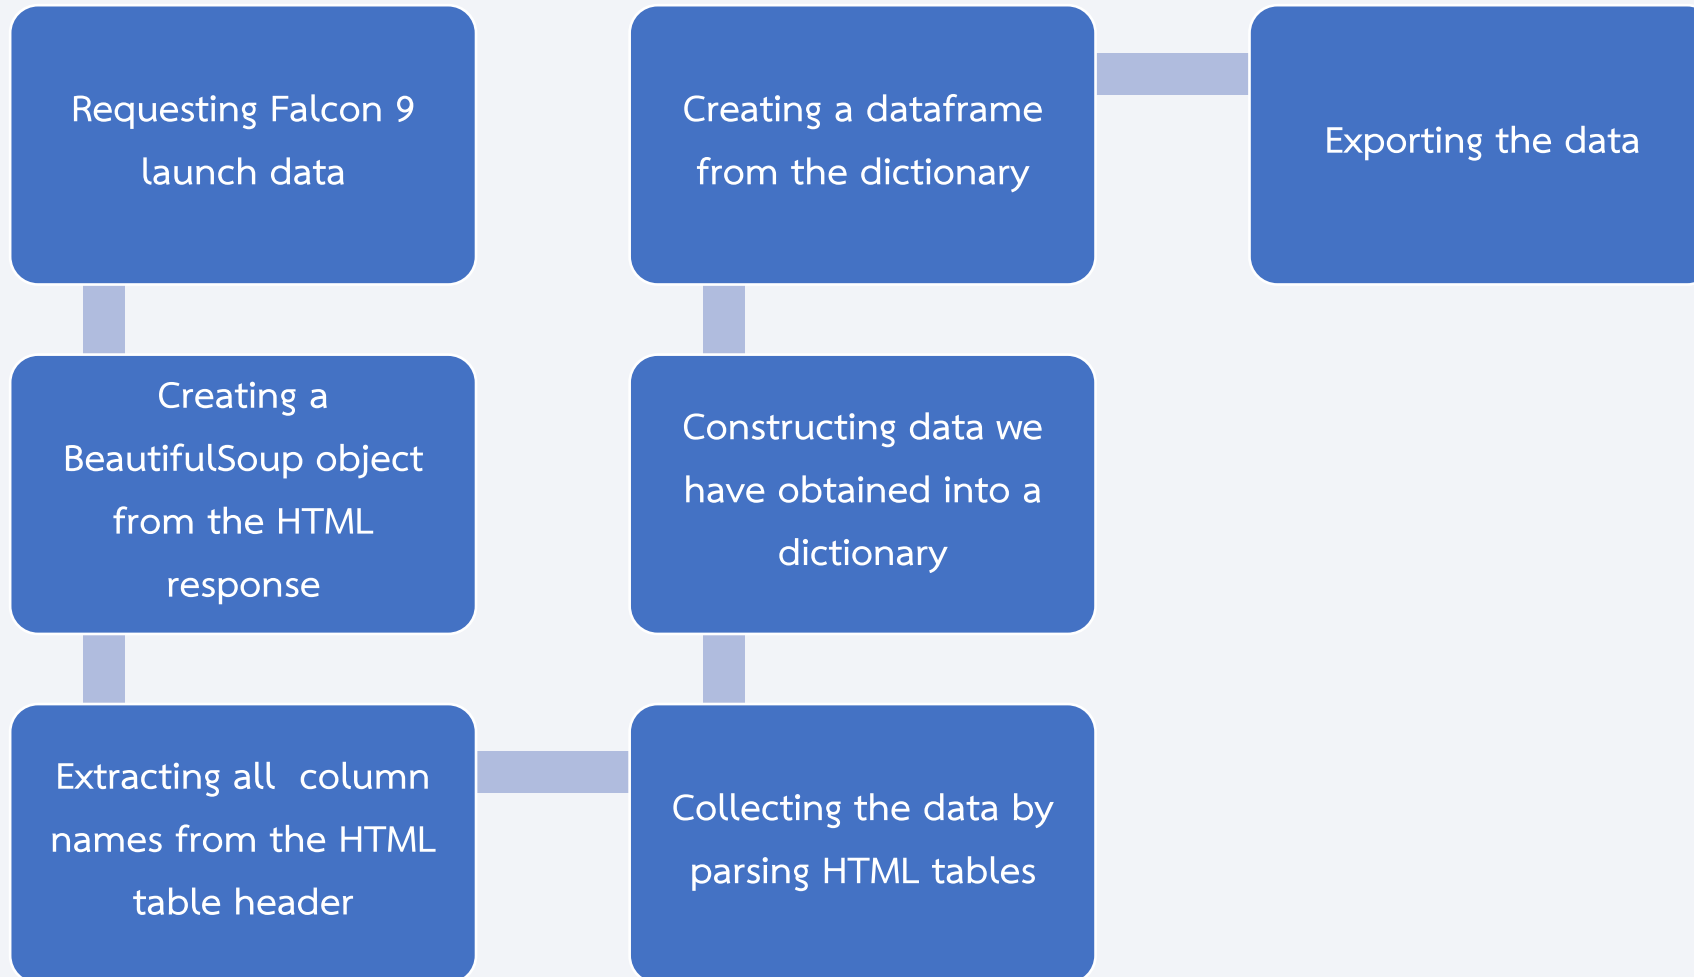 Requesting Falcon 9
launch data
Creating a
BeautifulSoup object
from the HTML
response
Extracting all  column
names from the HTML
table header
Collecting the data by
parsing HTML tables
Constructing data we
have obtained into a
dictionary
Creating a dataframe
from the dictionary
Exporting the data